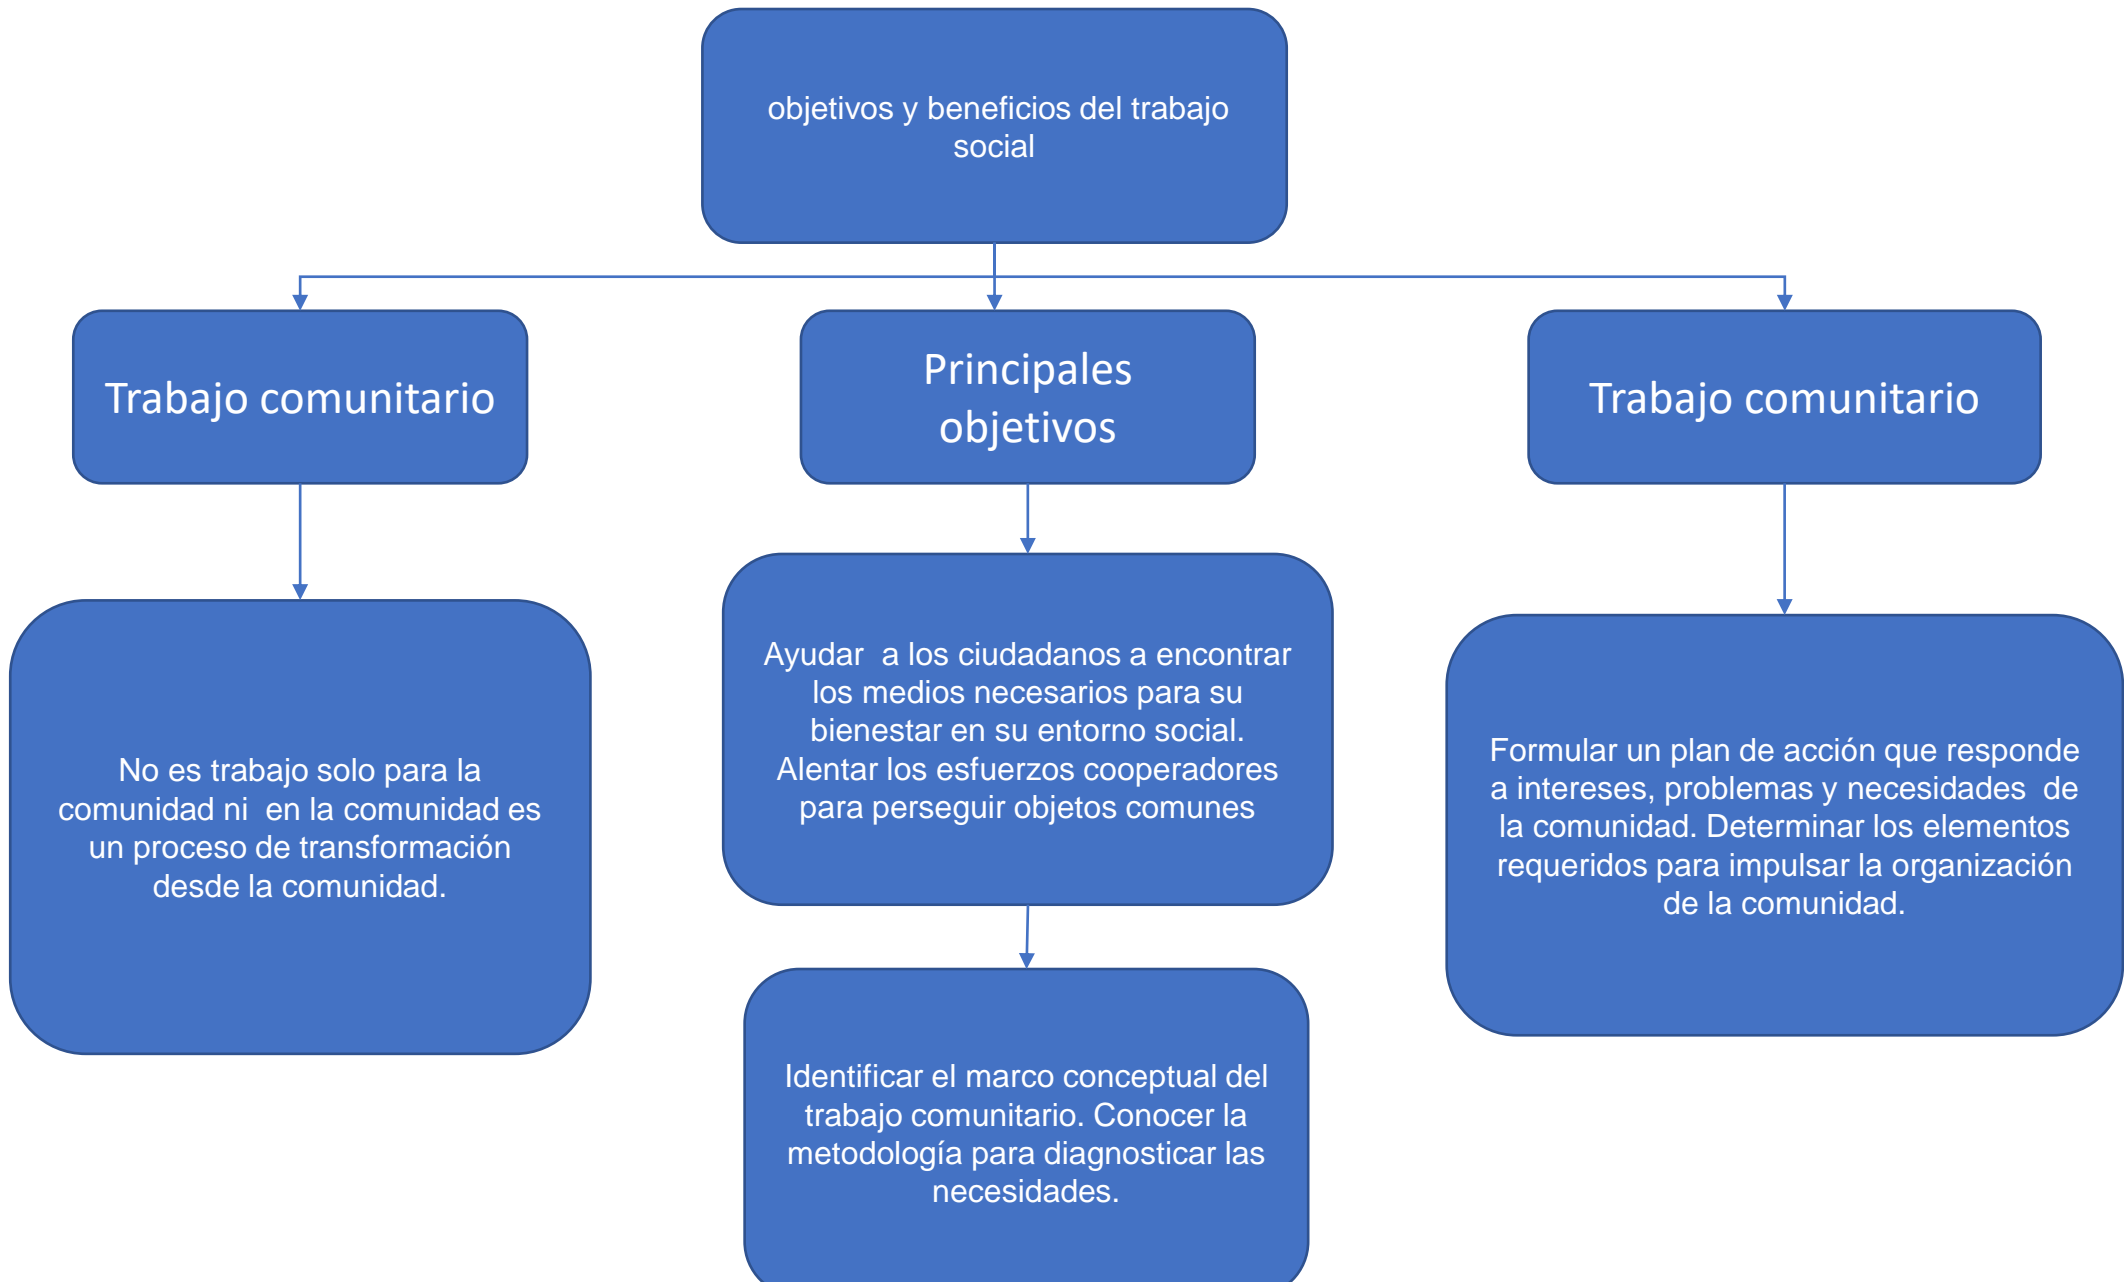 objetivos y beneficios del trabajo
social
Trabajo comunitario
Principales
objetivos
Trabajo comunitario
No es trabajo solo para la
comunidad ni  en la comunidad es
un proceso de transformación
desde la comunidad.
Ayudar  a los ciudadanos a encontrar
los medios necesarios para su
bienestar en su entorno social.
Alentar los esfuerzos cooperadores
para perseguir objetos comunes
Formular un plan de acción que responde
a intereses, problemas y necesidades  de
la comunidad. Determinar los elementos
requeridos para impulsar la organización
de la comunidad.
Identificar el marco conceptual del
trabajo comunitario. Conocer la
metodología para diagnosticar las
necesidades.